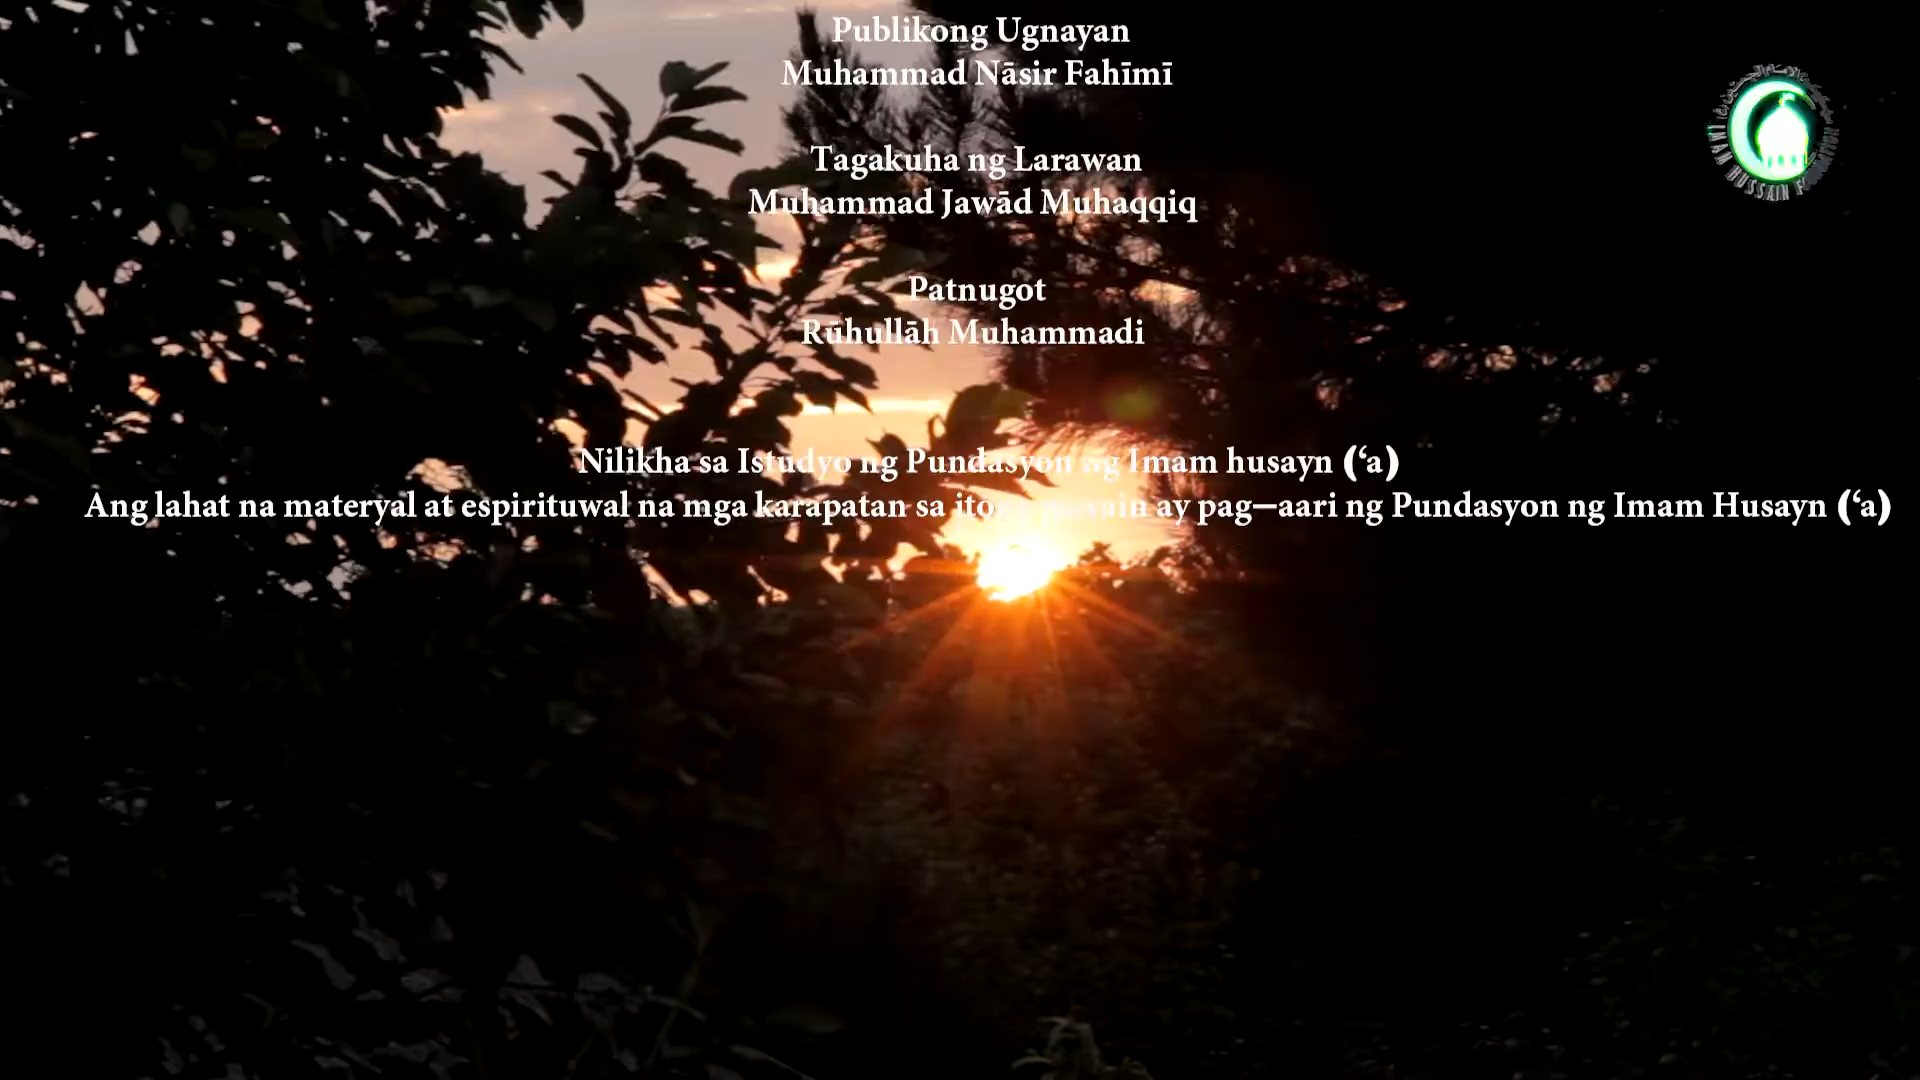 Publikong Ugnayan
Muhammad Nāsir Fahīmī
Tagakuha ng Larawan
Muhammad Jawād Muhaqqiq
Patnugot
Rūhullāh Muhammadi
Nilikha sa Istudyo ng Pundasyon ng Imam husayn (‘a)
Ang lahat na materyal at espirituwal na mga karapatan sa ay pag—aari ng Pundasyon ng Imam Husayn (‘a)
IMAM HUSSAIN